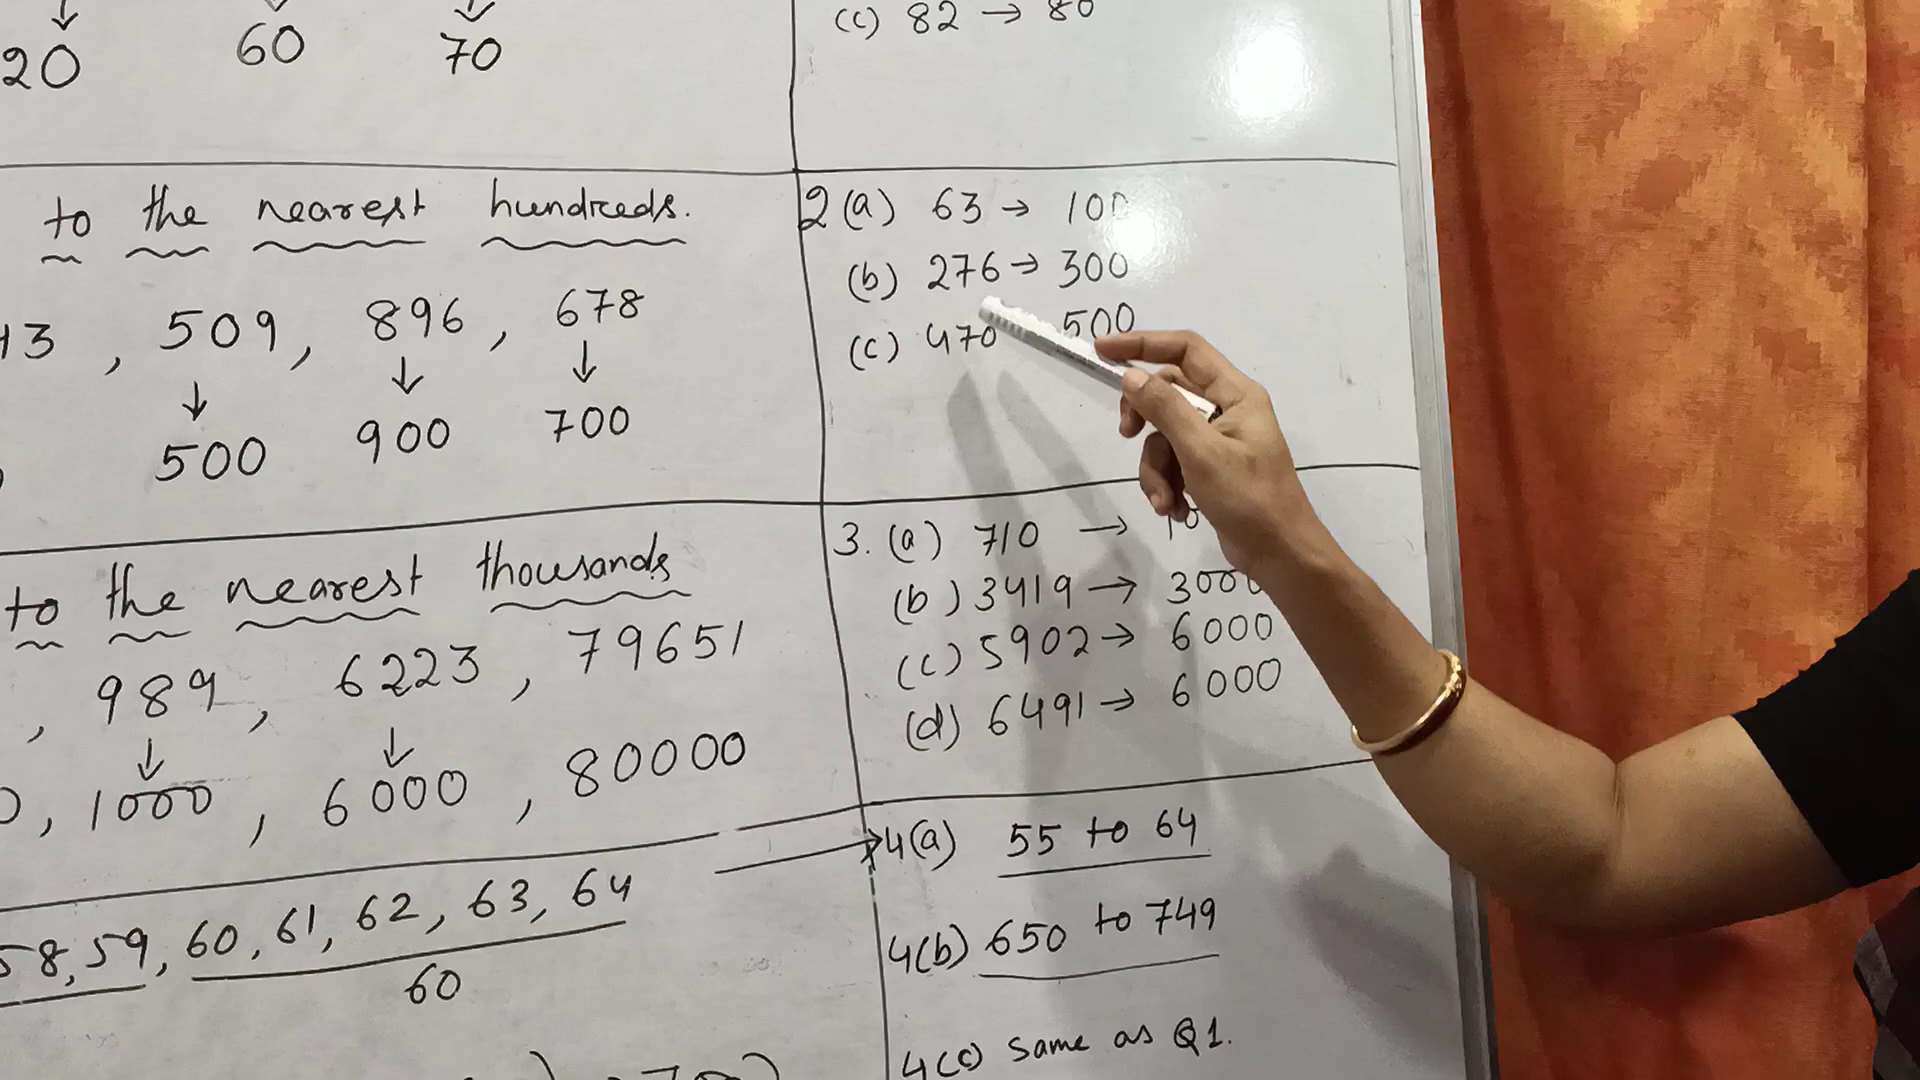 20 60 70
(c) 82 → 80
to the nearest hundreds.
13, 509, 896, 678
500 900 700
2(a) 63 → 100
(b) 276 → 300
(c) 470 500
to the nearest thousands
, 989, 6223, 79651
0, 1000, 6000, 80000
3. (a) 710 →
(b) 3419 → 3000
(c) 5902 → 6000
(d) 6491 → 6000
58, 59, 60, 61, 62, 63, 64
60
→ 4(a) 55 to 64
4(b) 650 to 749
4(c) Same as Q1.